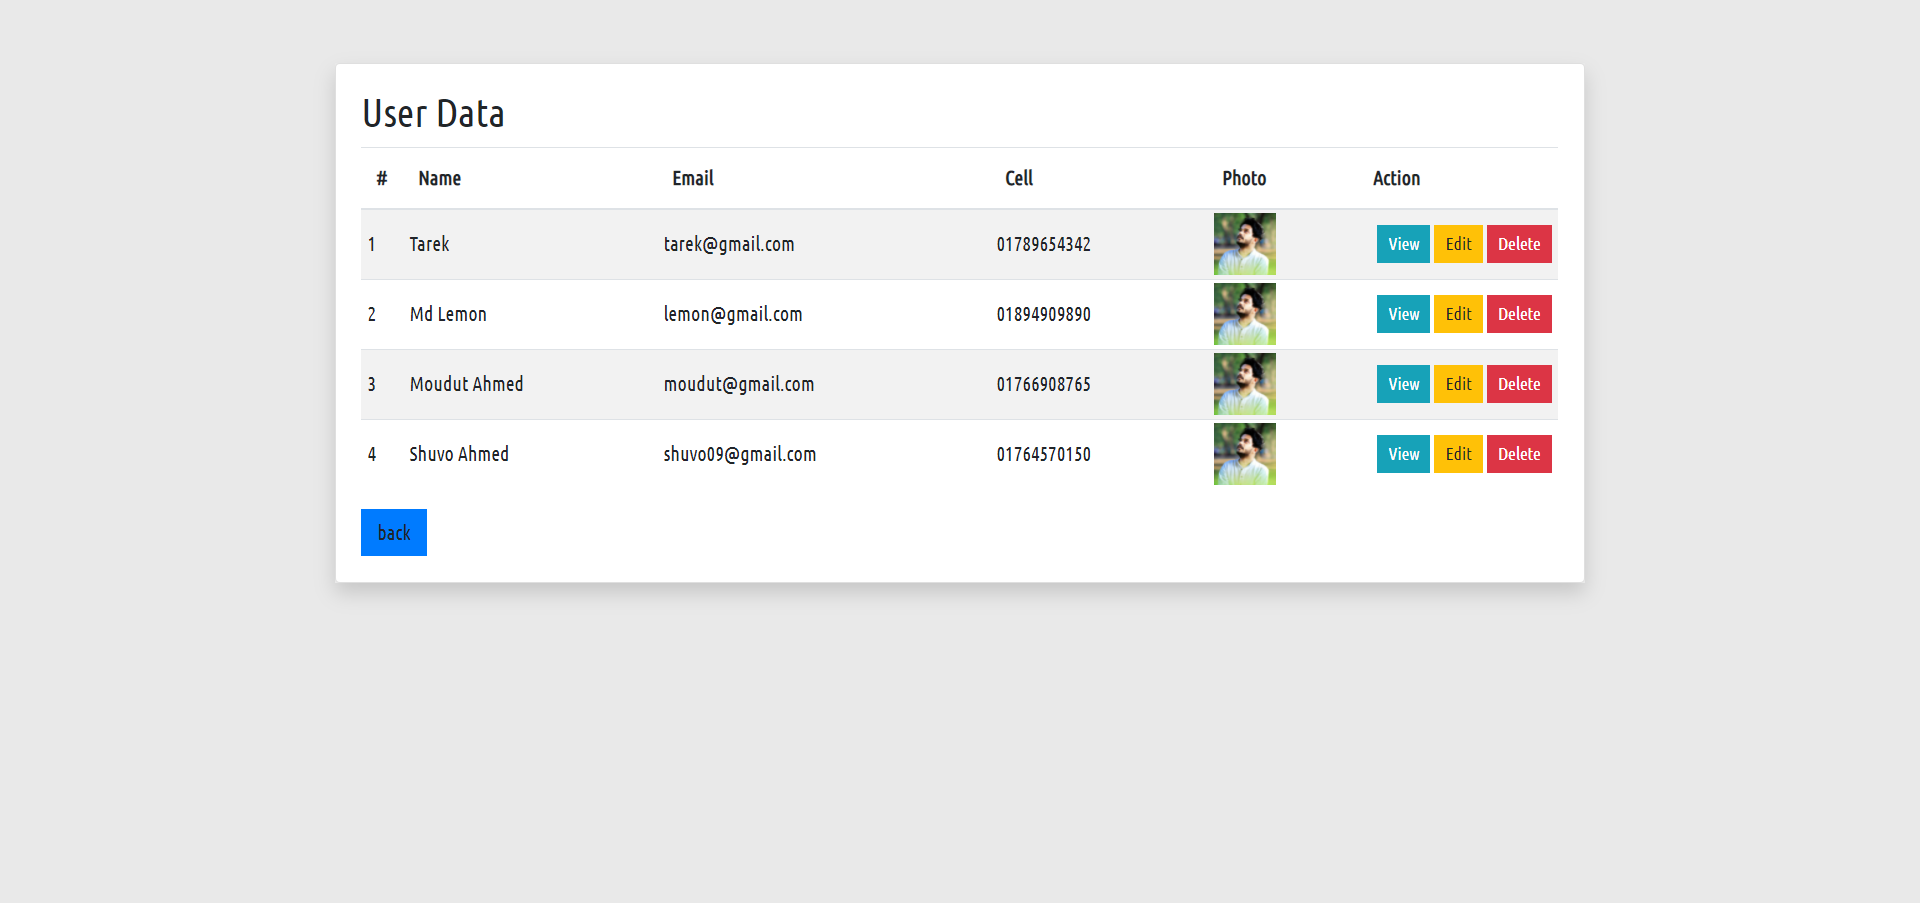 User Data
# Name Email Cell Photo Action
1 Tarek tarek@gmail.com 01789654342 View Edit Delete
2 Md Lemon lemon@gmail.com 01894909890 View Edit Delete
3 Moudut Ahmed moudut@gmail.com 01766908765 View Edit Delete
4 Shuvo Ahmed shuvo09@gmail.com 01764570150 View Edit Delete
back